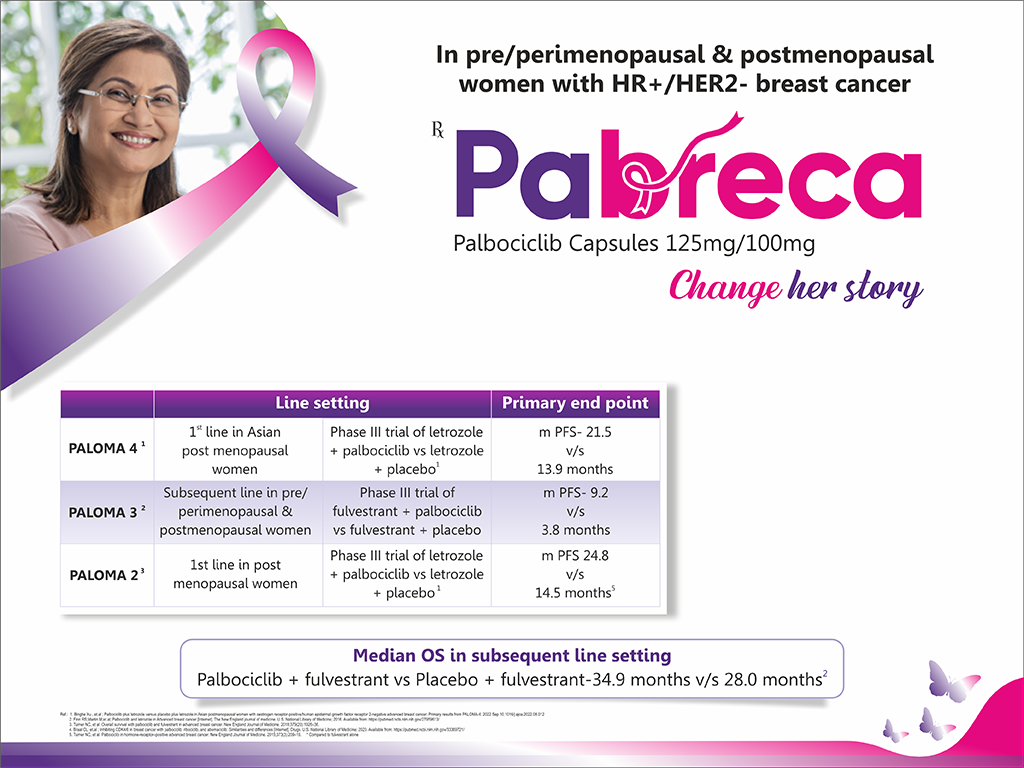 In pre/perimenopausal & postmenopausal
women with HR+/HER2- breast cancer
℞
Pabreca
Palbociclib Capsules 125mg/100mg
Change her story
Line setting
Primary end point
PALOMA 4 1
1st line in Asian
post menopausal
women
Phase III trial of letrozole
+ palbociclib vs letrozole
+ placebo1
m PFS- 21.5
v/s
13.9 months
PALOMA 3 2
Subsequent line in pre/
perimenopausal &
postmenopausal women
Phase III trial of
fulvestrant + palbociclib
vs fulvestrant + placebo
m PFS- 9.2
v/s
3.8 months
PALOMA 2 3
1st line in post
menopausal women
Phase III trial of letrozole
+ palbociclib vs letrozole
+ placebo1
m PFS 24.8
v/s
14.5 months5
Median OS in subsequent line setting
Palbociclib + fulvestrant vs Placebo + fulvestrant-34.9 months v/s 28.0 months2